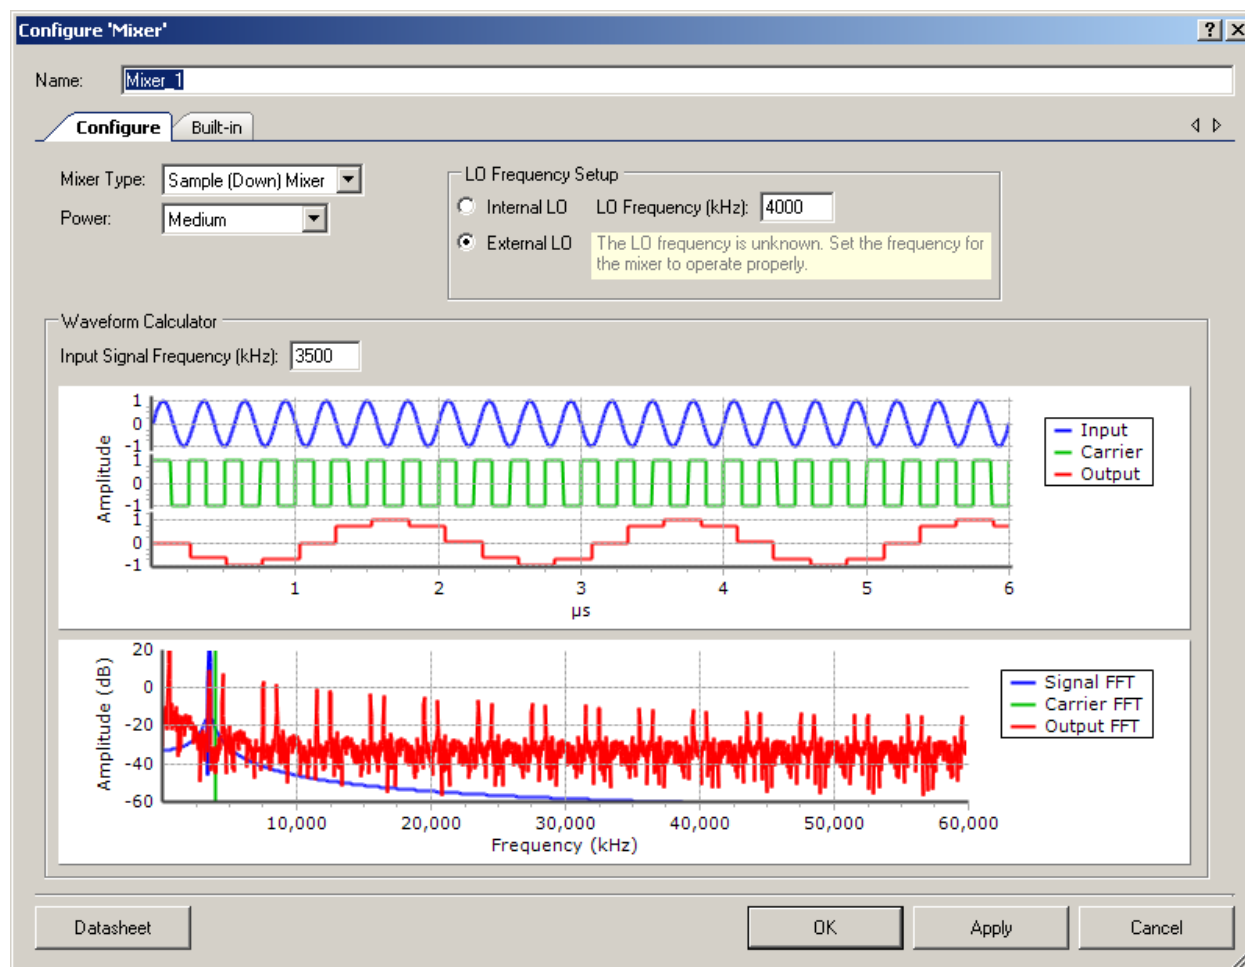 Configure 'Mixer'
Name: Mixer_1
Configure Built-in
Mixer Type: Sample (Down) Mixer
Power: Medium
LO Frequency Setup
Internal LO LO Frequency (kHz): 4000
External LO The LO frequency is unknown. Set the frequency for
the mixer to operate properly.
Waveform Calculator
Input Signal Frequency (kHz): 3500
Amplitude
1
0
-1
1
0
-1
1
0
-1
1 2 3 4 5 6
µs
Input
Carrier
Output
Amplitude (dB)
20
0
-20
-40
-60
10,000 20,000 30,000 40,000 50,000 60,000
Frequency (kHz)
Signal FFT
Carrier FFT
Output FFT
Datasheet OK Apply Cancel